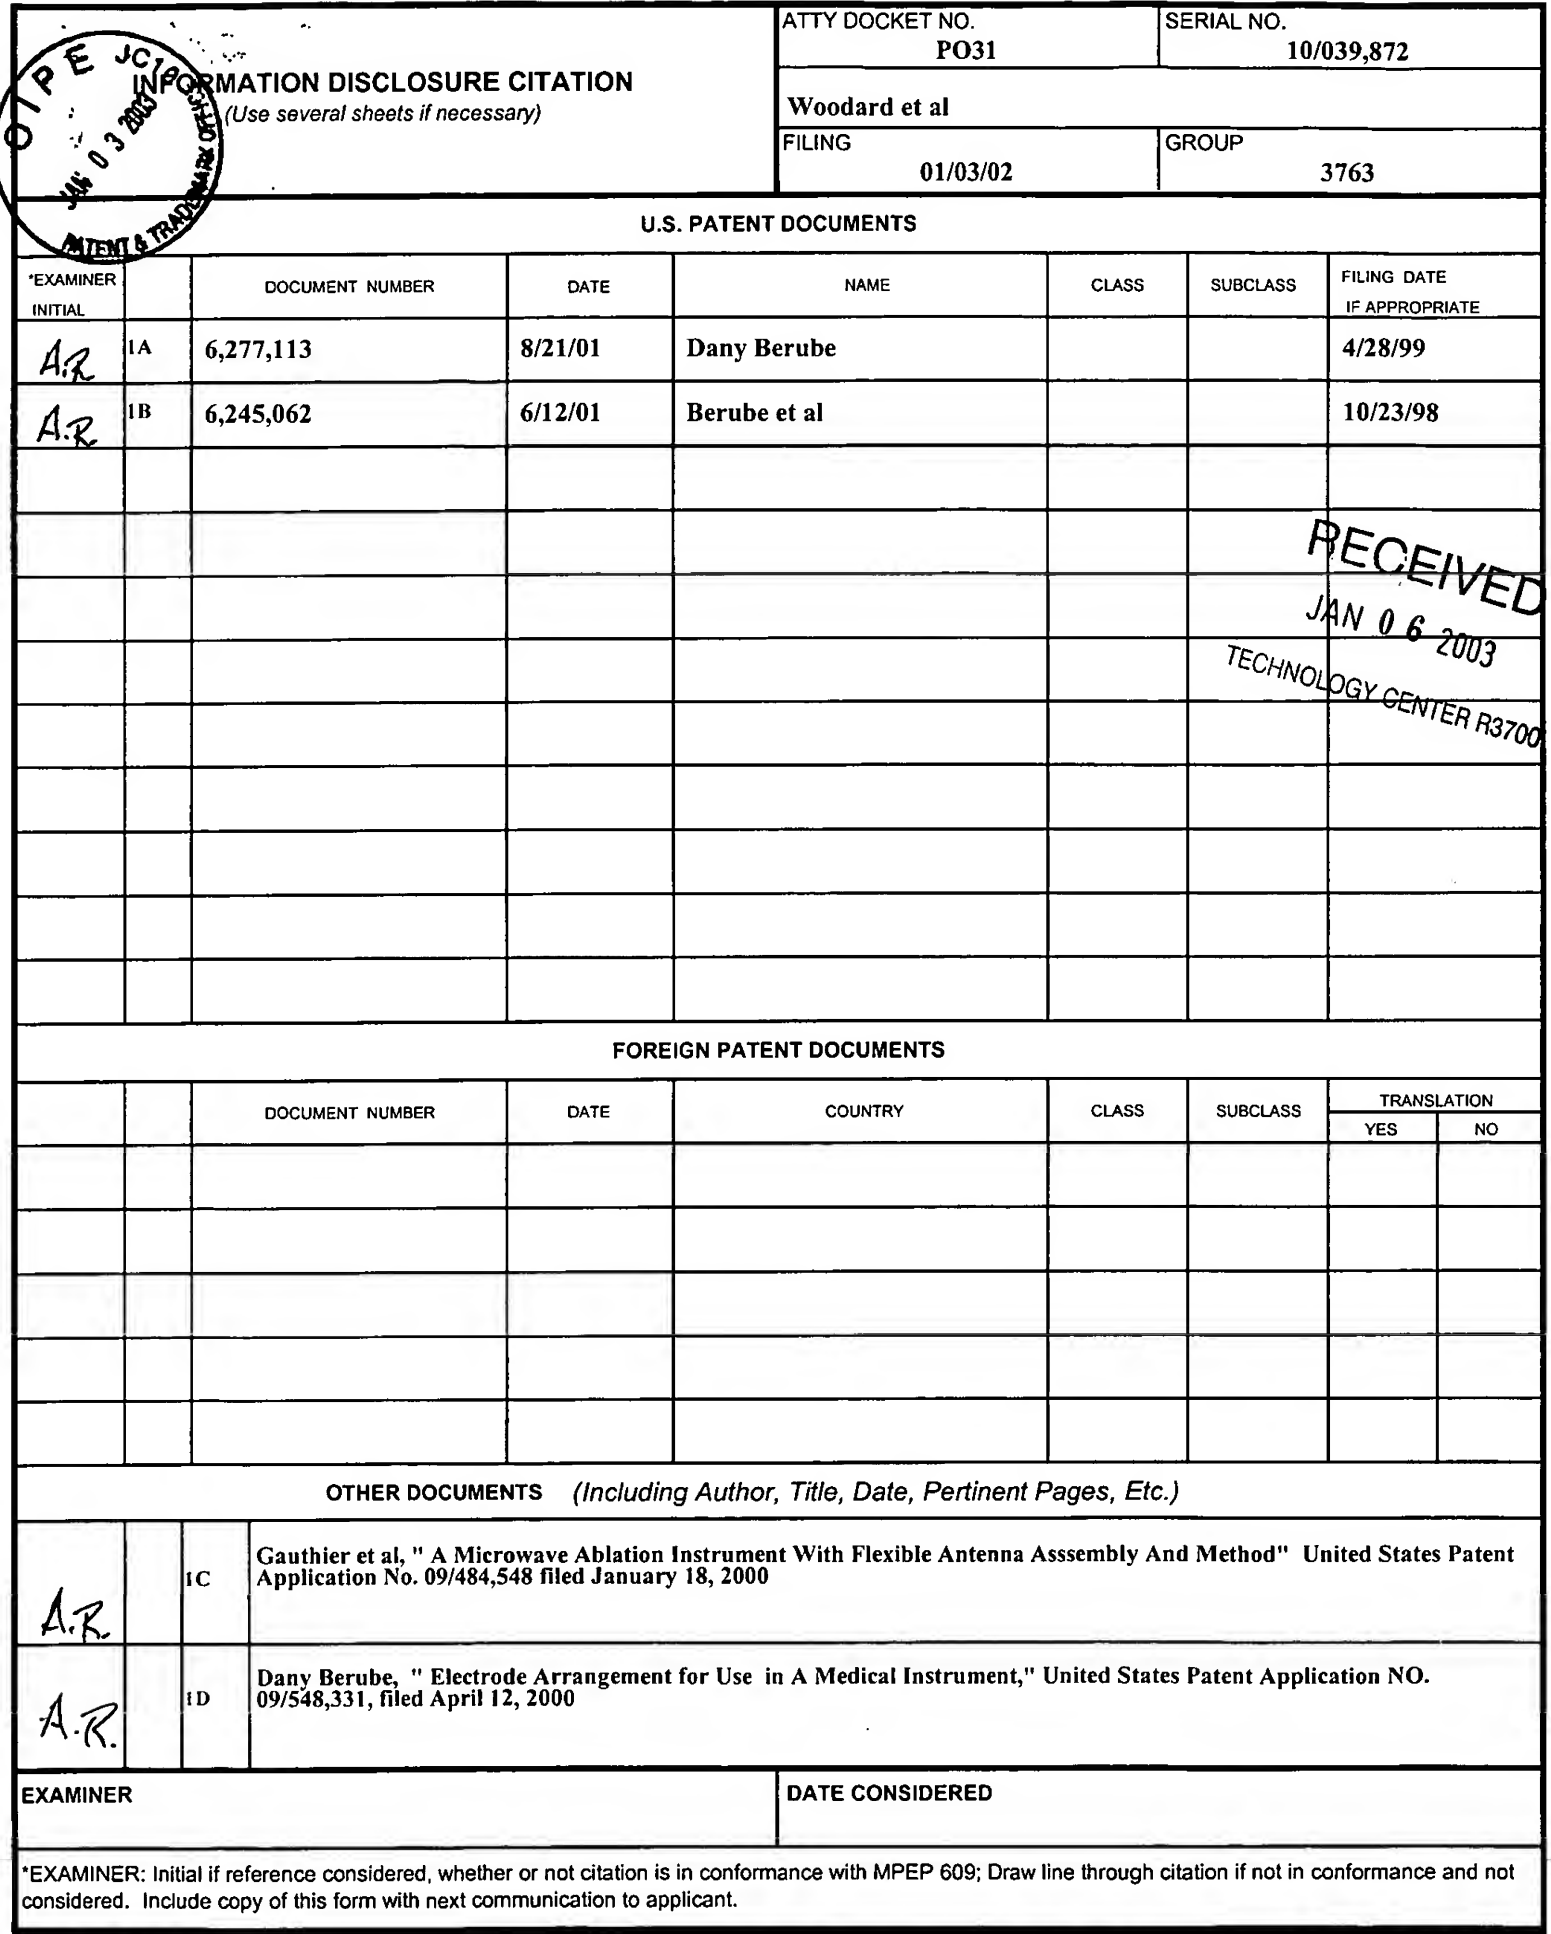 ATTY DOCKET NO.
PO31
SERIAL NO.
10/039,872
OIPE JC10
JAN 03 2003
PATENT & TRADEMARK OFFICE
INFORMATION DISCLOSURE CITATION
(Use several sheets if necessary)
Woodard et al
FILING
01/03/02
GROUP
3763
U.S. PATENT DOCUMENTS
*EXAMINER INITIAL
DOCUMENT NUMBER
DATE
NAME
CLASS
SUBCLASS
FILING DATE IF APPROPRIATE
A.R. 1A 6,277,113 8/21/01 Dany Berube 4/28/99
A.R. 1B 6,245,062 6/12/01 Berube et al 10/23/98
RECEIVED
JAN 06 2003
TECHNOLOGY CENTER R3700
FOREIGN PATENT DOCUMENTS
DOCUMENT NUMBER
DATE
COUNTRY
CLASS
SUBCLASS
TRANSLATION
YES
NO
OTHER DOCUMENTS (Including Author, Title, Date, Pertinent Pages, Etc.)
A.R. 1C Gauthier et al, " A Microwave Ablation Instrument With Flexible Antenna Asssembly And Method" United States Patent
Application No. 09/484,548 filed January 18, 2000
A.R. 1D Dany Berube, " Electrode Arrangement for Use in A Medical Instrument," United States Patent Application NO.
09/548,331, filed April 12, 2000
EXAMINER
DATE CONSIDERED
*EXAMINER: Initial if reference considered, whether or not citation is in conformance with MPEP 609; Draw line through citation if not in conformance and not
considered. Include copy of this form with next communication to applicant.